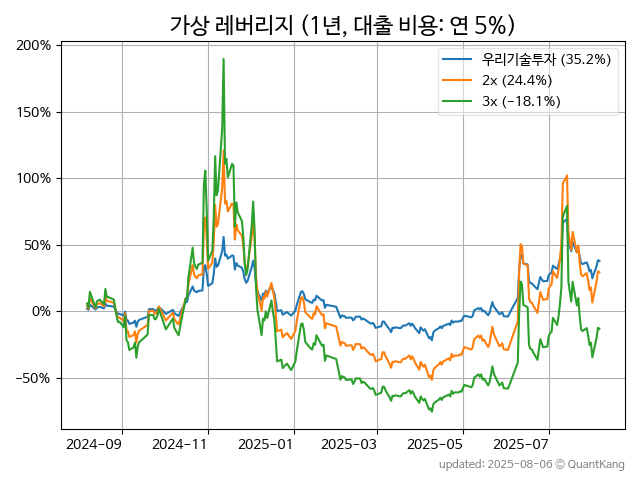 가상 레버리지 (1년, 대출 비용: 연 5%)
우리기술투자 (35.2%)
2x (24.4%)
3x (−18.1%)
200%
150%
100%
50%
0%
−50%
2024-09 2024-11 2025-01 2025-03 2025-05 2025-07
updated: 2025-08-06 © QuantKang